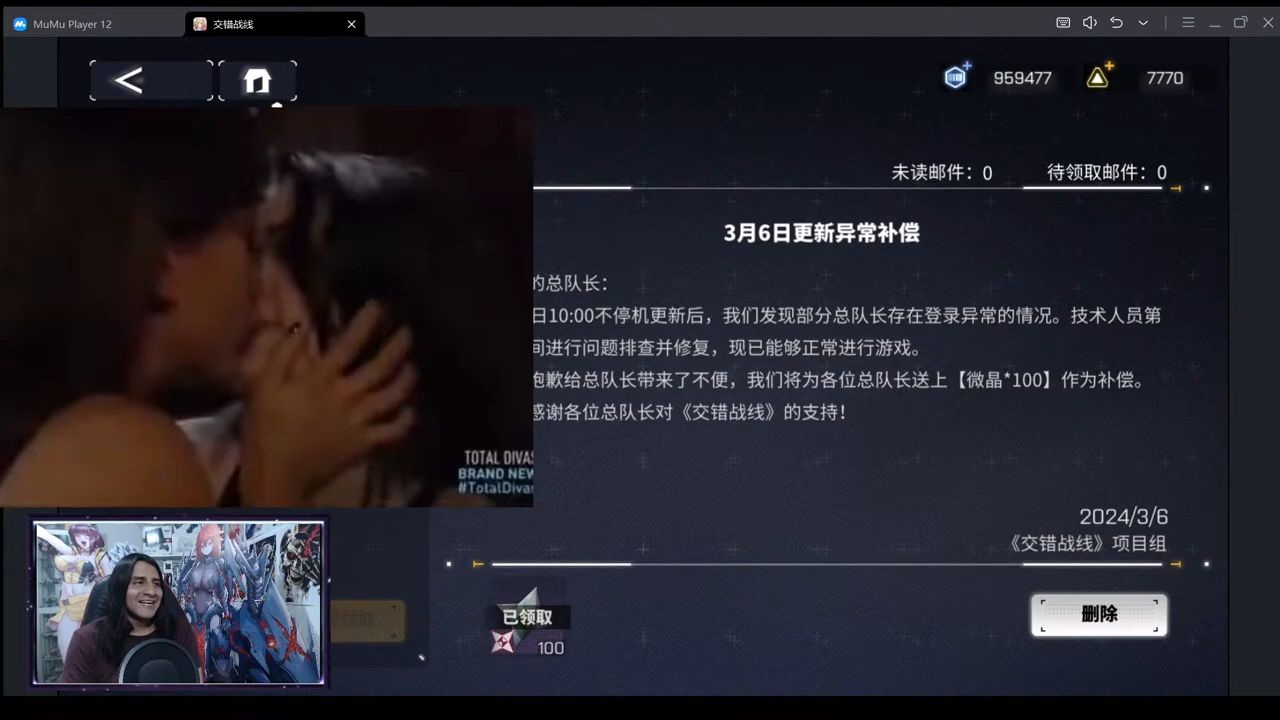 MuMu Player 12
交错战线
959477
7770
未读邮件：0
待领取邮件：0
3月6日更新异常补偿
的总队长：
日10:00不停机更新后，我们发现部分总队长存在登录异常的情况。技术人员第
间进行问题排查并修复，现已能够正常进行游戏。
抱歉给总队长带来了不便，我们将为各位总队长送上【微晶*100】作为补偿。
感谢各位总队长对《交错战线》的支持！
TOTAL DIVAS
BRAND NEW
#TotalDivas
2024/3/6
《交错战线》项目组
已领取
100
删除